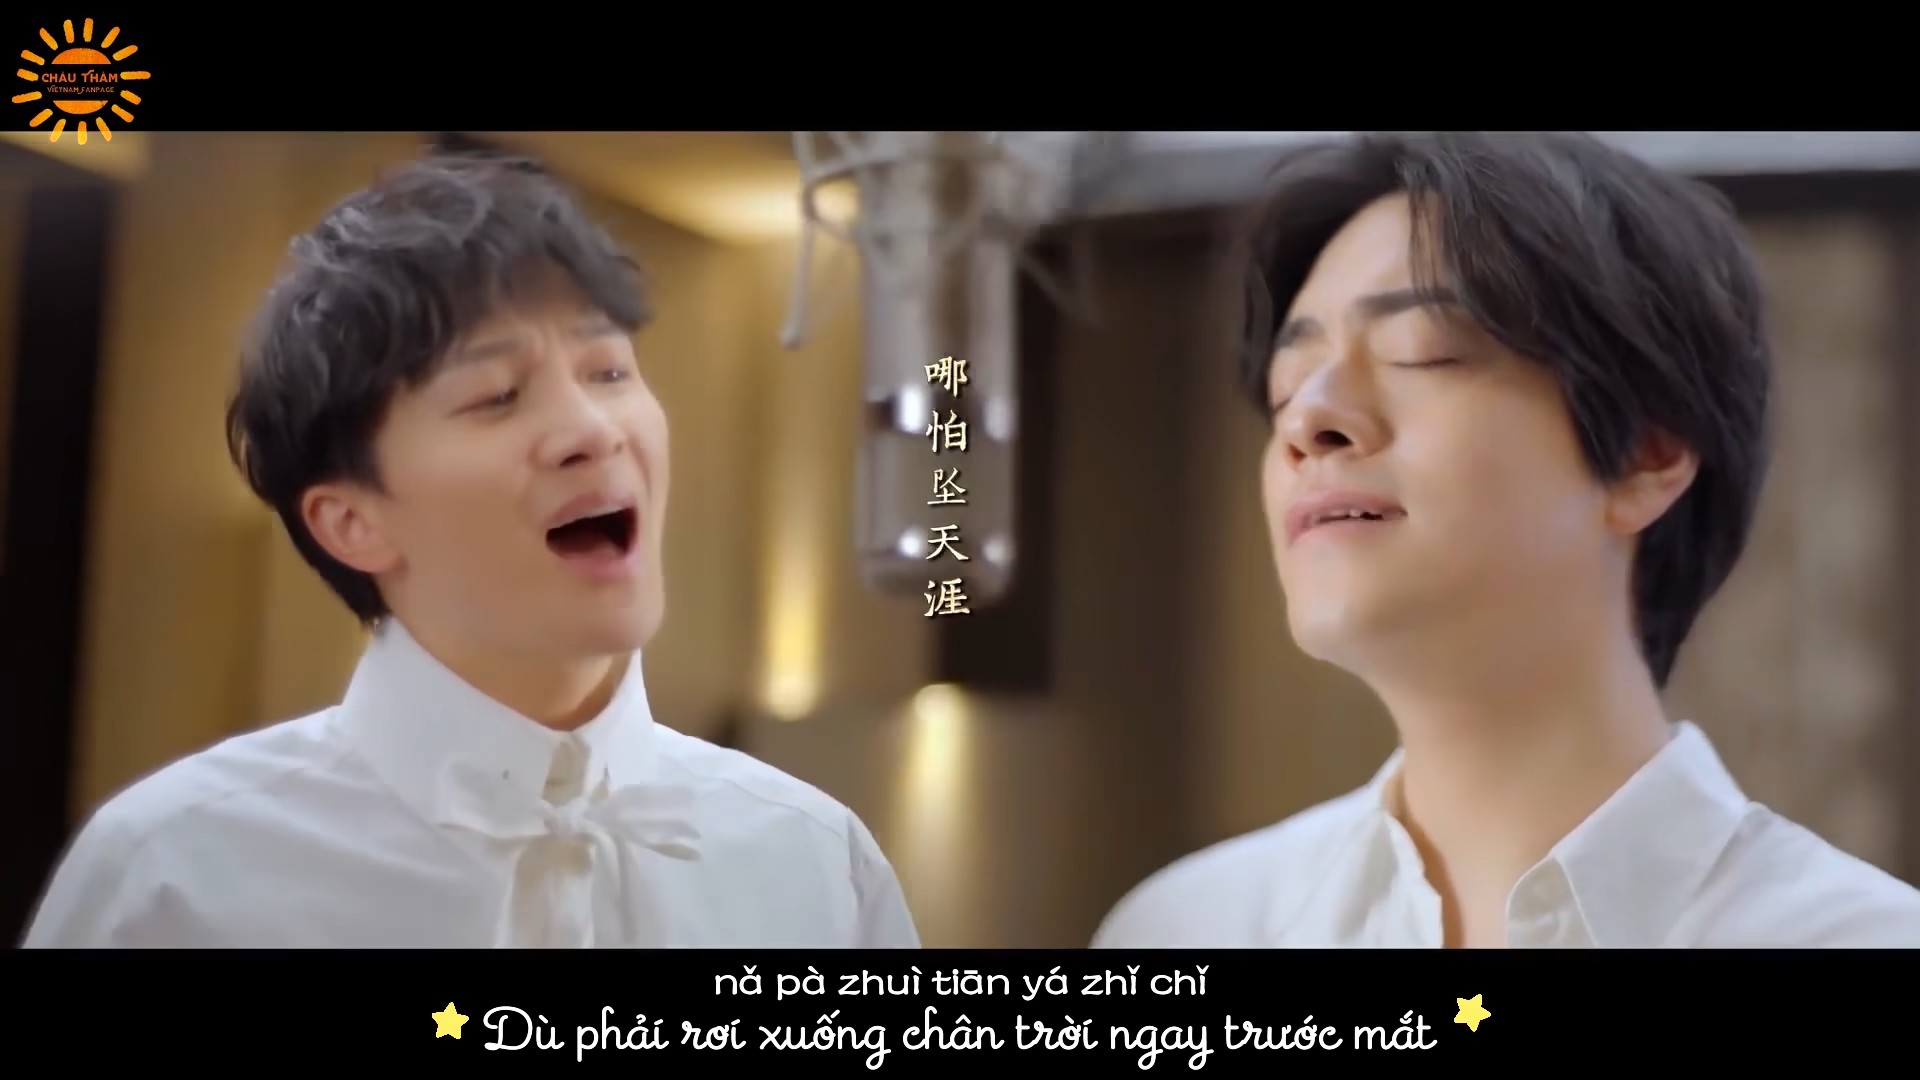 CHÂU THÂM
VIETNAM FANPAGE
哪怕坠天涯
nǎ pà zhuì tiān yá zhǐ chǐ
Dù phải rơi xuống chân trời ngay trước mắt